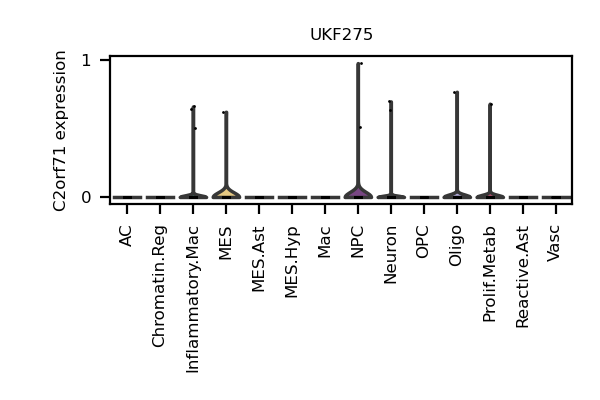 UKF275
C2orf71 expression
1
0
AC
Chromatin.Reg
Inflammatory.Mac
MES
MES.Ast
MES.Hyp
Mac
NPC
Neuron
OPC
Oligo
Prolif.Metab
Reactive.Ast
Vasc